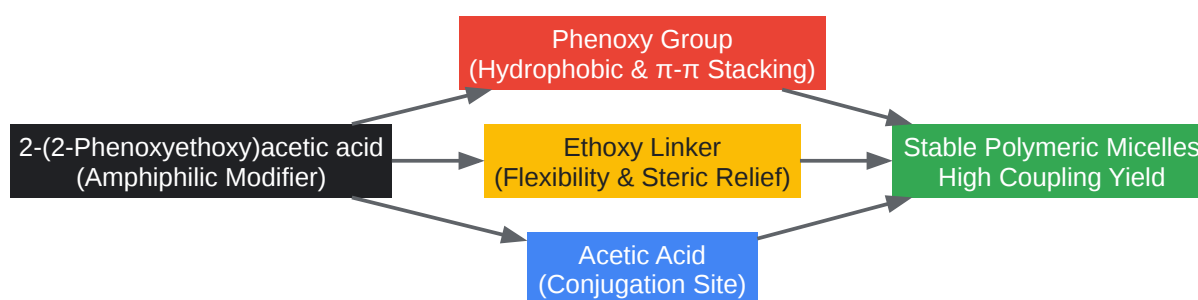 Phenoxy Group
(Hydrophobic & π-π Stacking)
2-(2-Phenoxyethoxy)acetic acid
(Amphiphilic Modifier)
Ethoxy Linker
(Flexibility & Steric Relief)
Stable Polymeric Micelles
High Coupling Yield
Acetic Acid
(Conjugation Site)